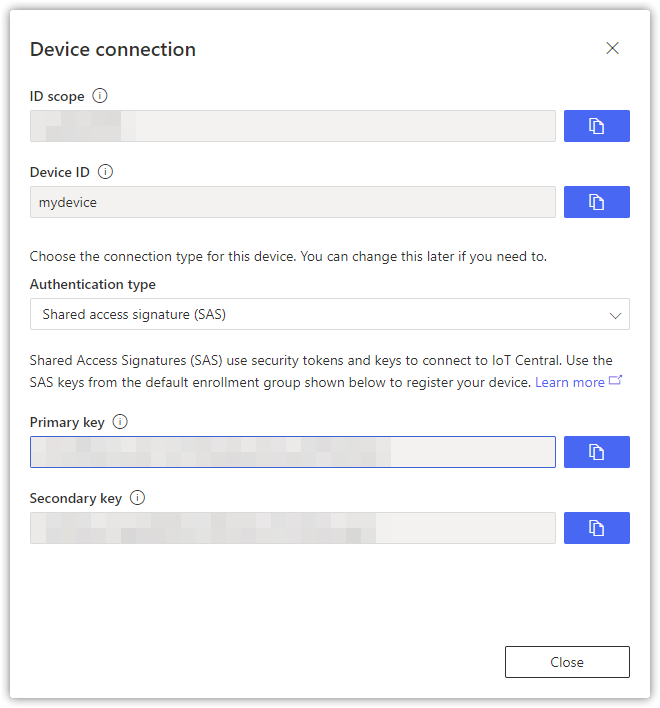 Device connection
ID scope
Device ID
mydevice
Choose the connection type for this device. You can change this later if you need to.
Authentication type
Shared access signature (SAS)
Shared Access Signatures (SAS) use security tokens and keys to connect to IoT Central. Use the
SAS keys from the default enrollment group shown below to register your device. Learn more
Primary key
Secondary key
Close